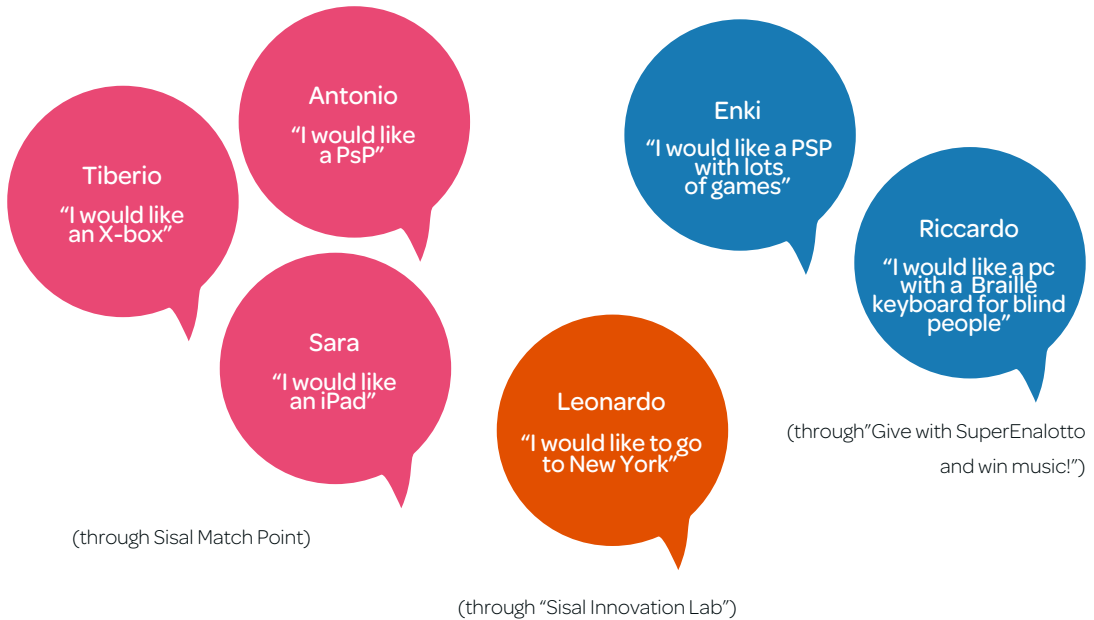 Antonio
“I would like
a PsP”
Tiberio
“I would like
an X-box”
Sara
“I would like
an iPad”
(through Sisal Match Point)
Leonardo
“I would like to go
to New York”
(through “Sisal Innovation Lab”)
Enki
“I would like a PSP
with lots
of games”
Riccardo
“I would like a pc
with a Braille
keyboard for blind
people”
(through”Give with SuperEnalotto
and win music!”)